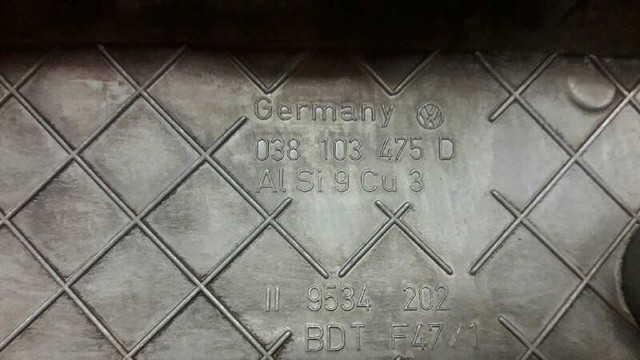 Germany
038 103 475 D
Al Si 9 Cu 3
II 9534 202
BDT F47/1